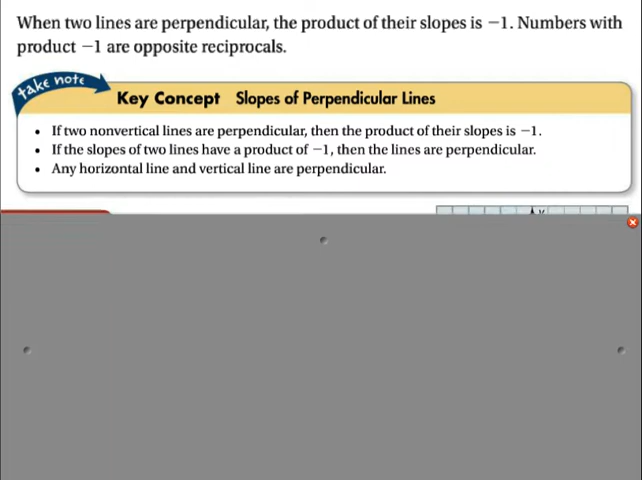 When two lines are perpendicular, the product of their slopes is −1. Numbers with
product −1 are opposite reciprocals.
take note
Key Concept Slopes of Perpendicular Lines
• If two nonvertical lines are perpendicular, then the product of their slopes is −1.
• If the slopes of two lines have a product of −1, then the lines are perpendicular.
• Any horizontal line and vertical line are perpendicular.
y